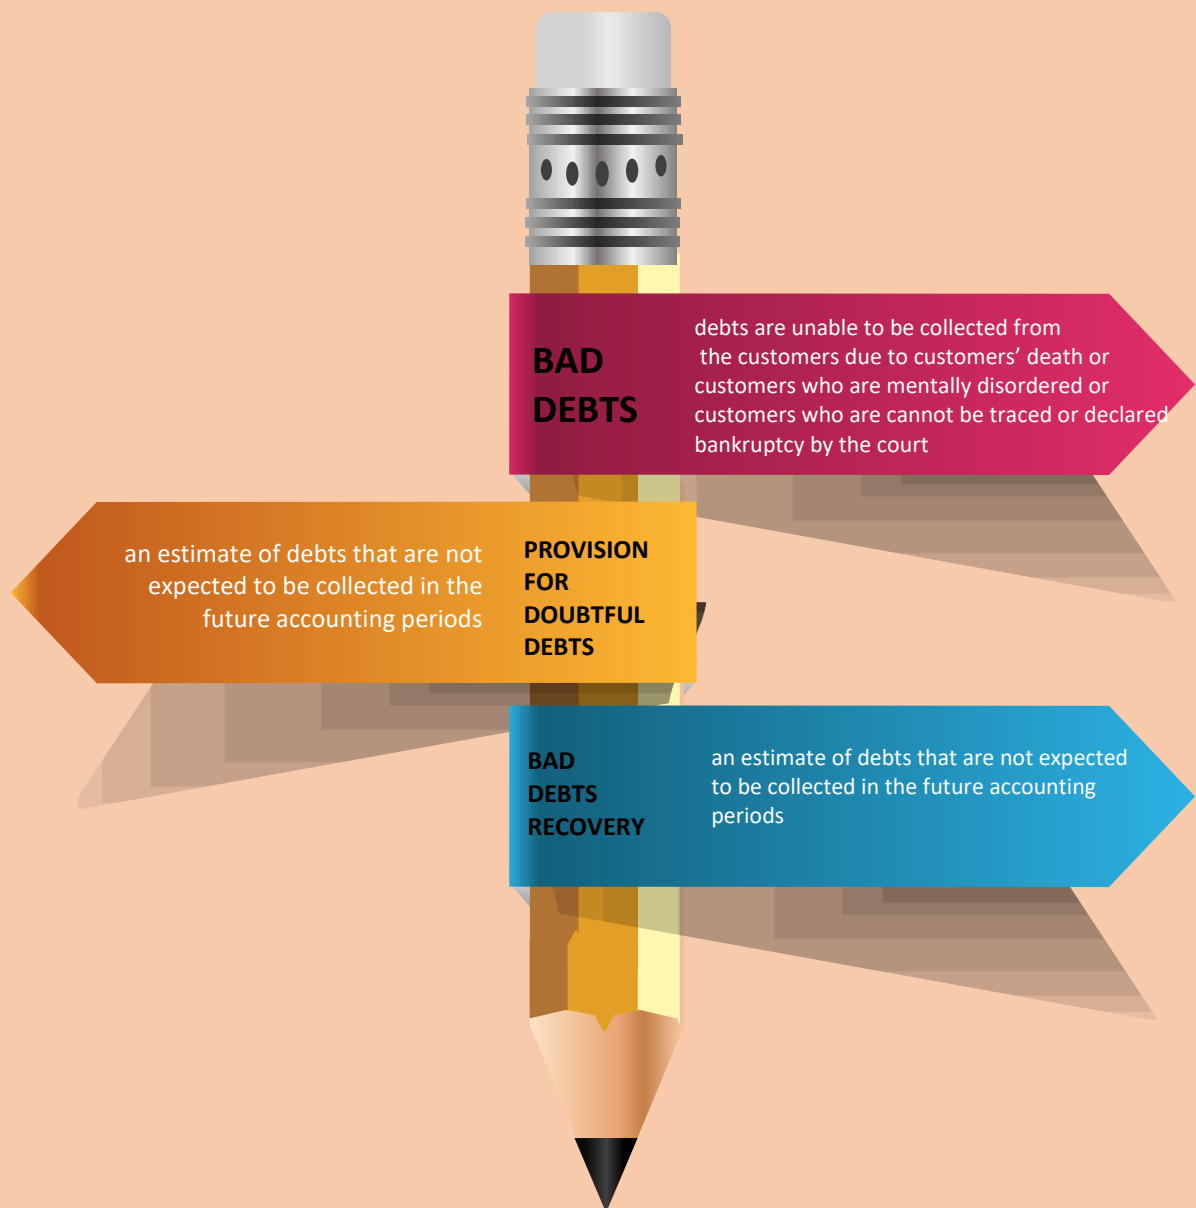 BAD
DEBTS
debts are unable to be collected from
the customers due to customers’ death or
customers who are mentally disordered or
customers who are cannot be traced or declared
bankruptcy by the court
an estimate of debts that are not
expected to be collected in the
future accounting periods
PROVISION
FOR
DOUBTFUL
DEBTS
BAD
DEBTS
RECOVERY
an estimate of debts that are not expected
to be collected in the future accounting
periods